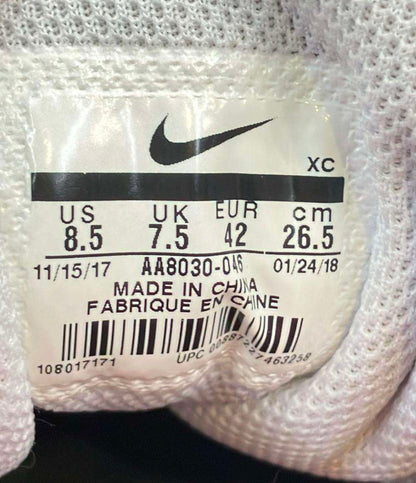 XC
US UK EUR cm
8.5 7.5 42 26.5
11/15/17 AA8030-046 01/24/18
MADE IN CHINA
FABRIQUE EN CHINE
108017171 UPC